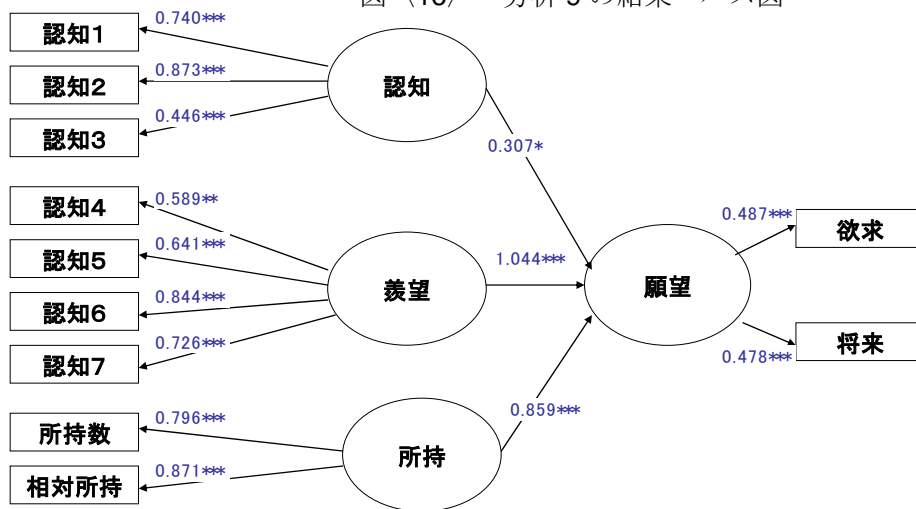 認知1
認知2
認知3
0.740***
0.873***
0.446***
認知
0.307*
認知4
認知5
認知6
認知7
0.589**
0.641***
0.844***
0.726***
羨望
1.044***
所持数
相対所持
0.796***
0.871***
所持
0.859***
願望
0.487***
0.478***
欲求
将来